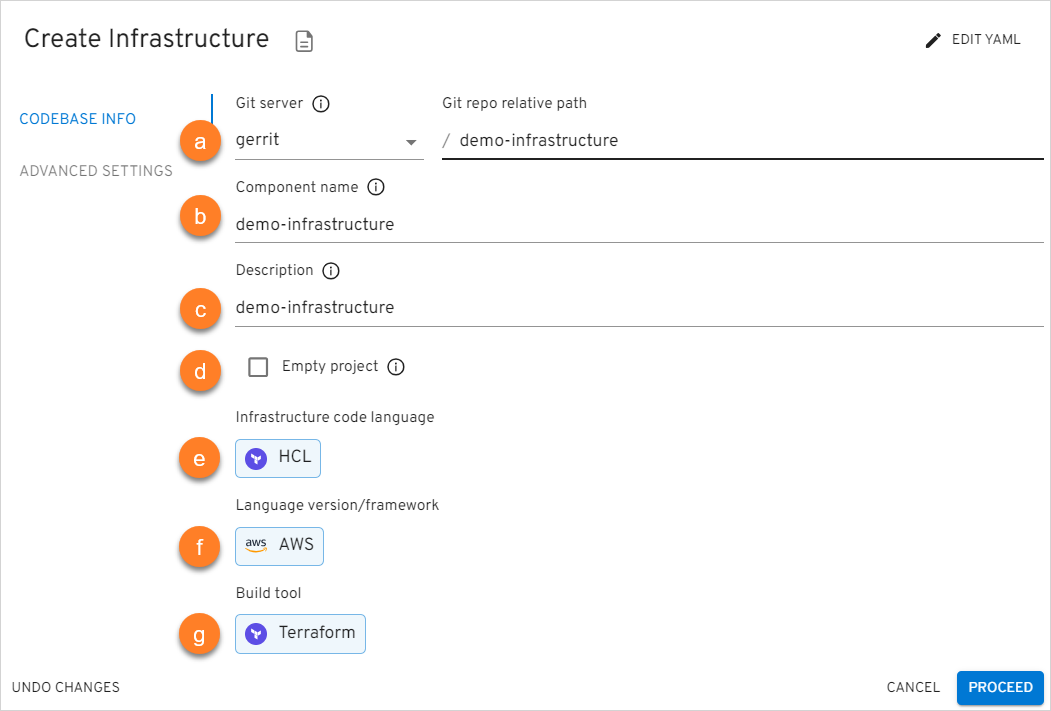 Create Infrastructure
EDIT YAML
CODEBASE INFO
ADVANCED SETTINGS
Git server
Git repo relative path
a
gerrit
/ demo-infrastructure
Component name
b
demo-infrastructure
Description
c
demo-infrastructure
d
Empty project
Infrastructure code language
e
HCL
Language version/framework
f
aws AWS
Build tool
g
Terraform
UNDO CHANGES
CANCEL
PROCEED